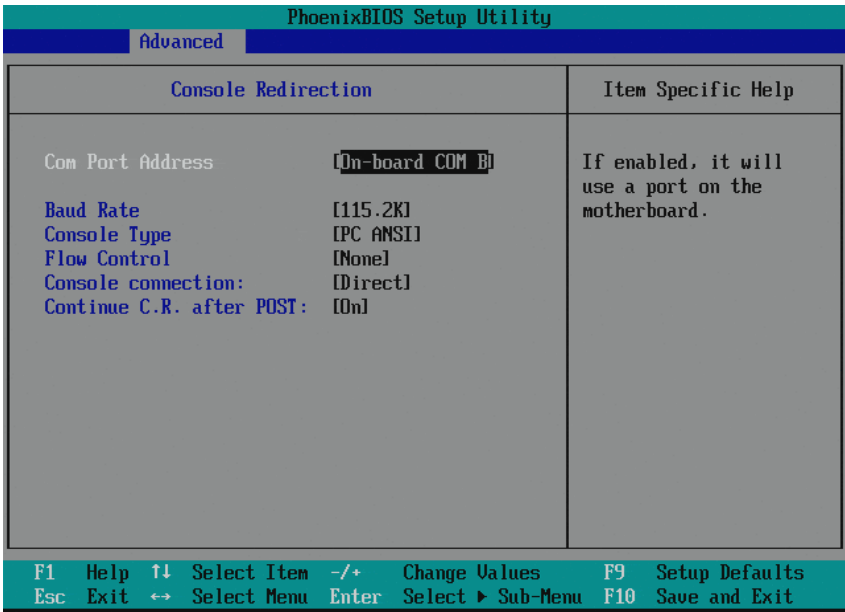 PhoenixBIOS Setup Utility
Advanced
Console Redirection
Item Specific Help
Com Port Address [On-board COM B]
Baud Rate [115.2K]
Console Type [PC ANSI]
Flow Control [None]
Console connection: [Direct]
Continue C.R. after POST: [On]
If enabled, it will
use a port on the
motherboard.
F1 Help ↑↓ Select Item -/+ Change Values F9 Setup Defaults
Esc Exit ↔ Select Menu Enter Select ▶ Sub-Menu F10 Save and Exit